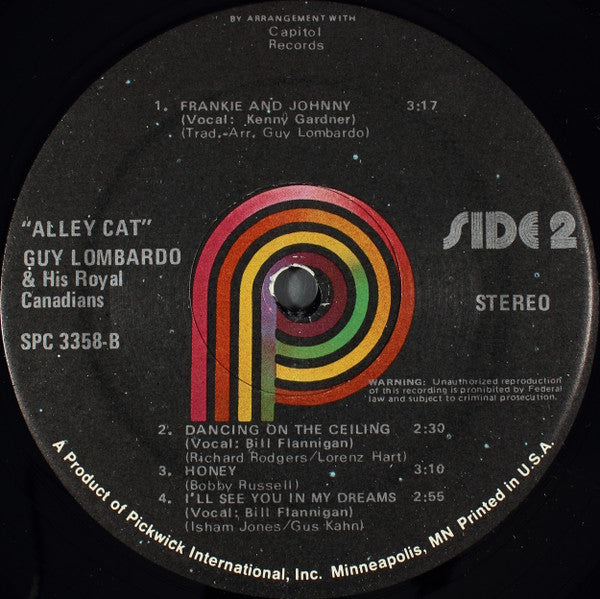 BY ARRANGEMENT WITH
Capitol
Records
1. FRANKIE AND JOHNNY 3:17
(Vocal: Kenny Gardner)
(Trad.-Arr. Guy Lombardo)
"ALLEY CAT"
GUY LOMBARDO
& His Royal
Canadians
SPC 3358-B
SIDE 2
STEREO
WARNING: Unauthorized reproduction
of this recording is prohibited by Federal
law and subject to criminal prosecution.
2. DANCING ON THE CEILING 2:30
(Vocal: Bill Flannigan)
(Richard Rodgers/Lorenz Hart)
3. HONEY 3:10
(Bobby Russell)
4. I'LL SEE YOU IN MY DREAMS 2:55
(Vocal: Bill Flannigan)
(Isham Jones/Gus Kahn)
A Product of Pickwick International, Inc. Minneapolis, MN Printed in U.S.A.